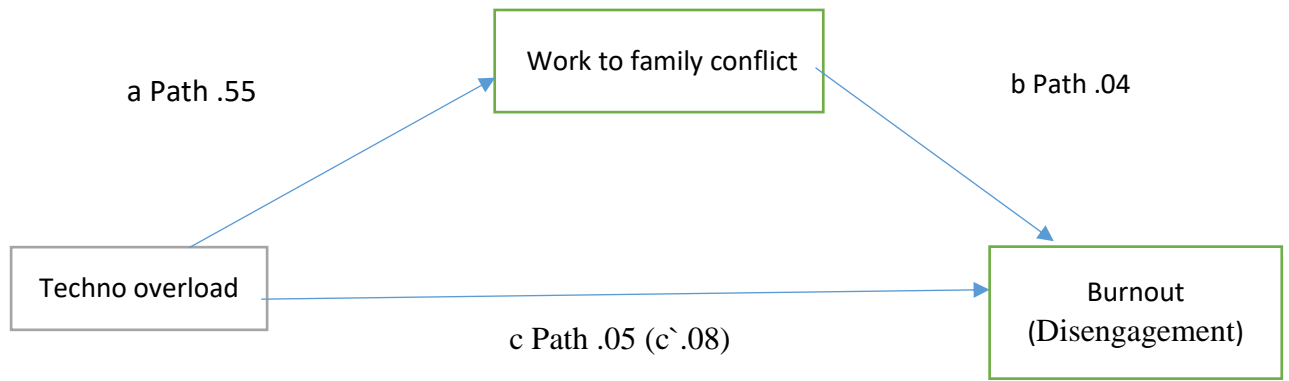 Work to family conflict
a Path .55
b Path .04
Techno overload
Burnout
(Disengagement)
c Path .05 (c`.08)